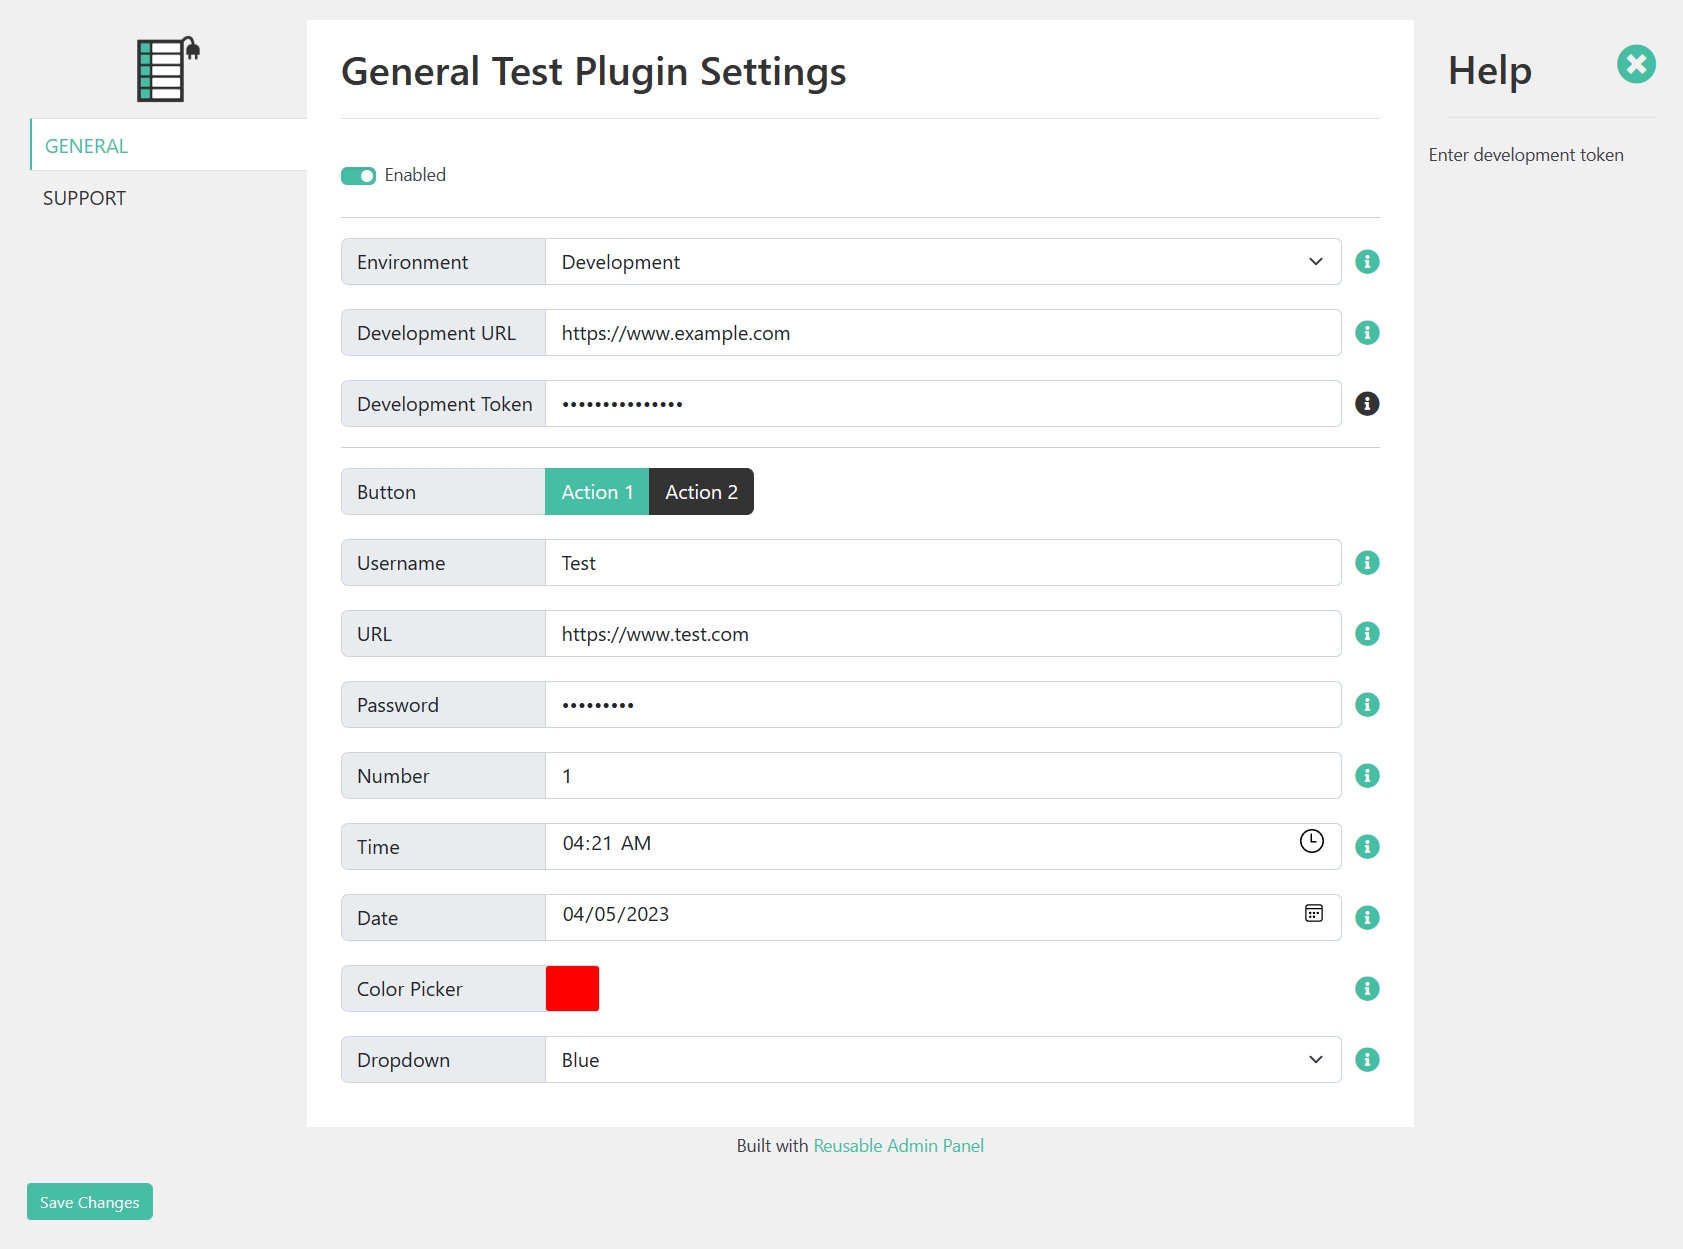 General Test Plugin Settings
Help
GENERAL
SUPPORT
Enter development token
Enabled
Environment Development
Development URL https://www.example.com
Development Token •••••••••••••••
Button Action 1 Action 2
Username Test
URL https://www.test.com
Password •••••••••
Number 1
Time 04:21 AM
Date 04/05/2023
Color Picker
Dropdown Blue
Built with Reusable Admin Panel
Save Changes